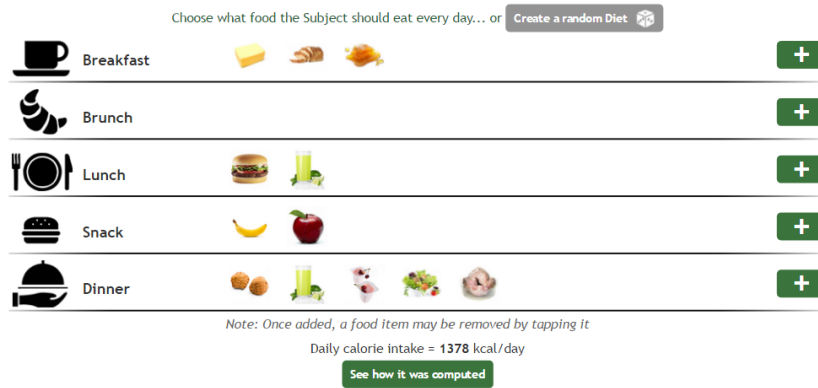 Choose what food the Subject should eat every day... or Create a random Diet
Breakfast
Brunch
Lunch
Snack
Dinner
Note: Once added, a food item may be removed by tapping it
Daily calorie intake = 1378 kcal/day
See how it was computed